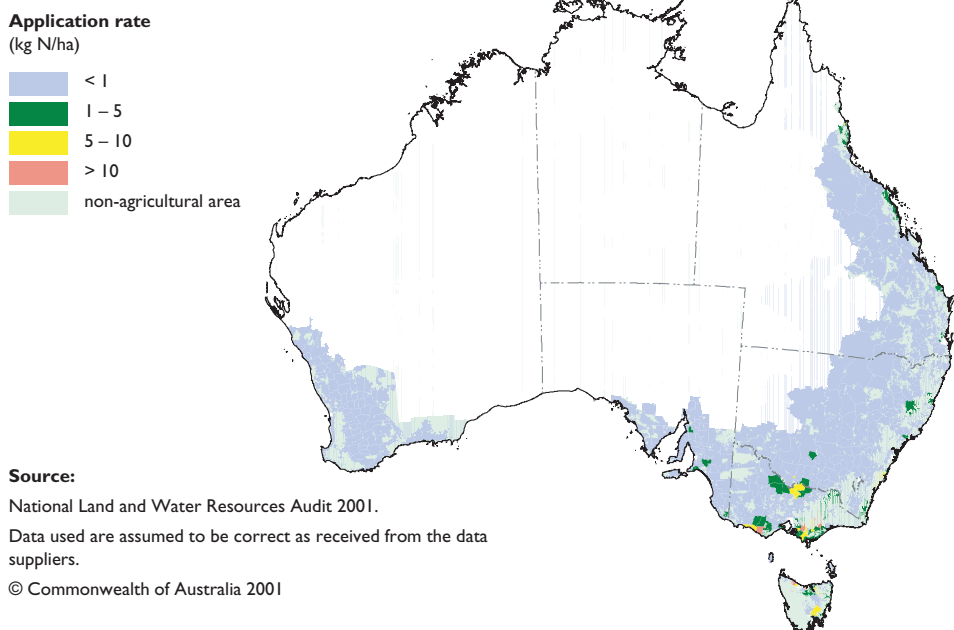 Application rate
(kg N/ha)
< 1
1 – 5
5 – 10
> 10
non-agricultural area
Source:
National Land and Water Resources Audit 2001.
Data used are assumed to be correct as received from the data
suppliers.
© Commonwealth of Australia 2001